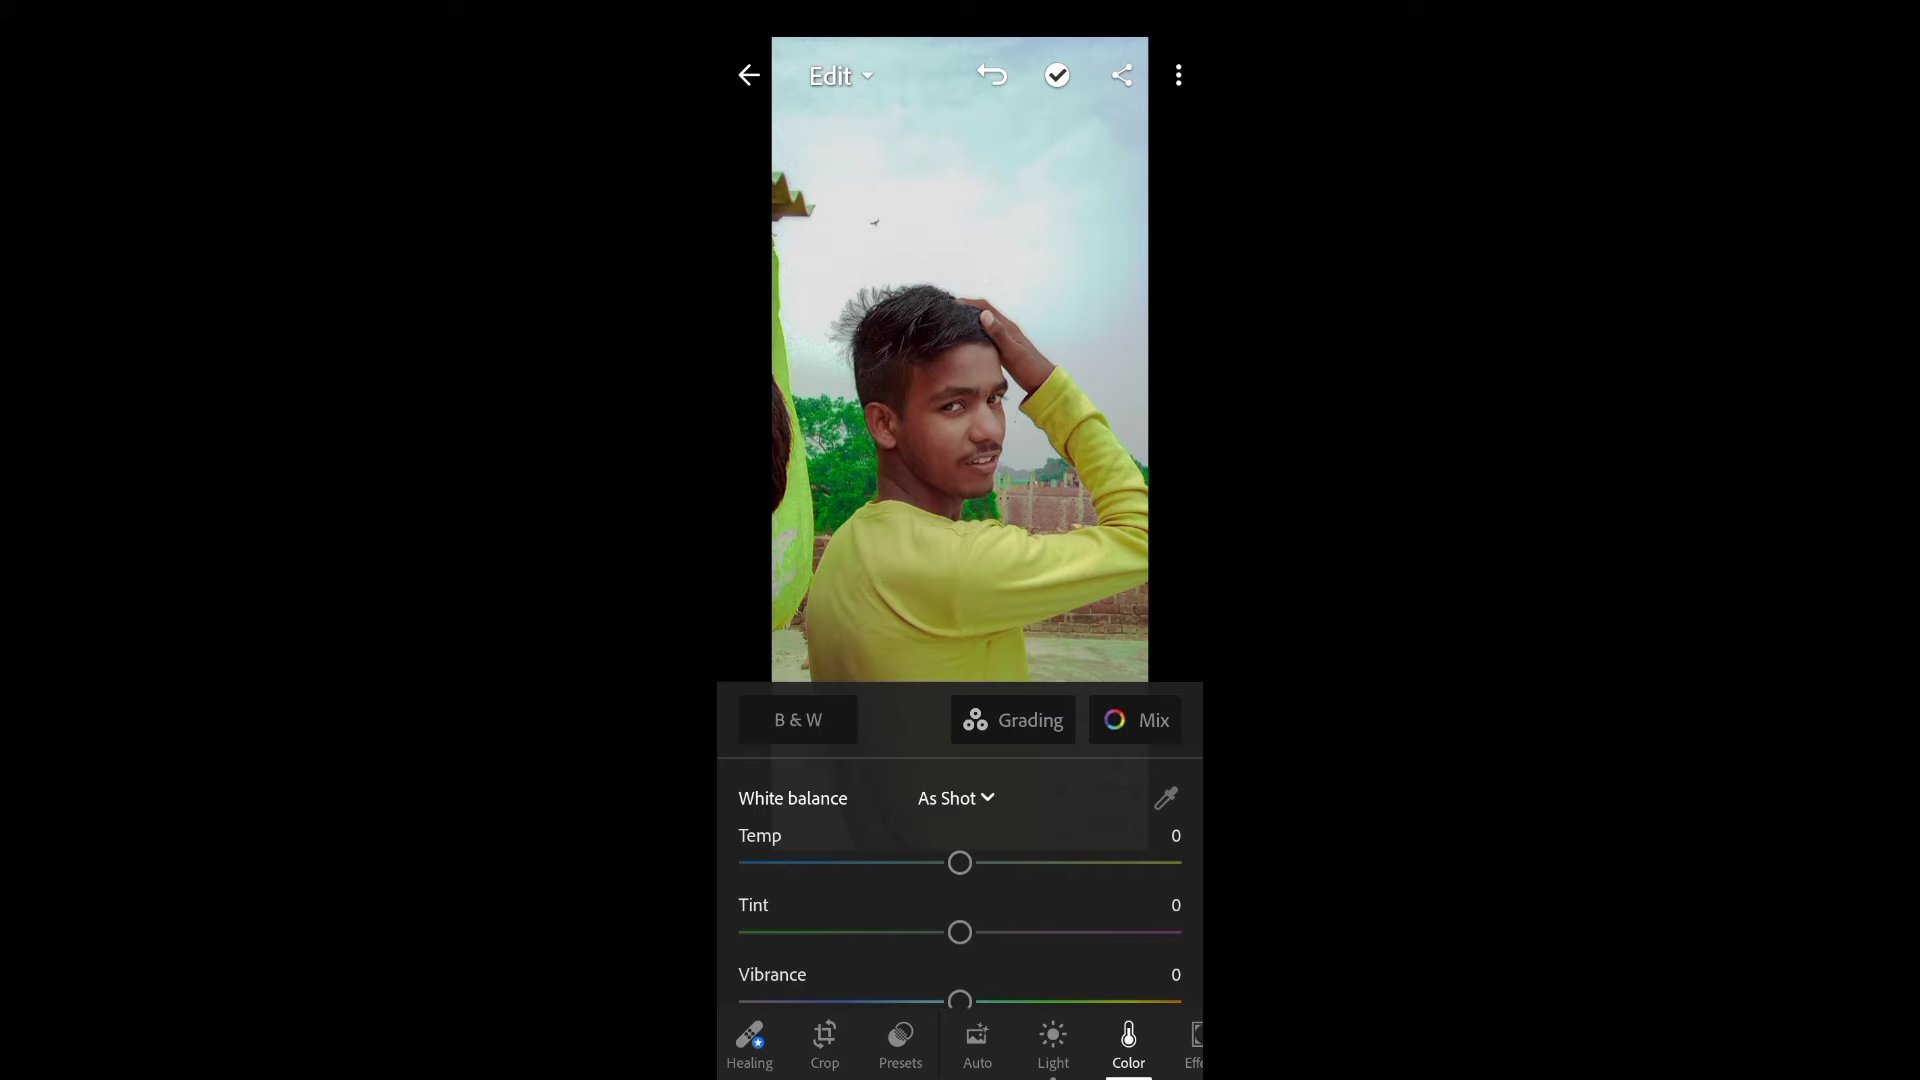 Edit
B & W
Grading
Mix
White balance
As Shot
Temp
0
Tint
0
Vibrance
0
Healing
Crop
Presets
Auto
Light
Color
Effe